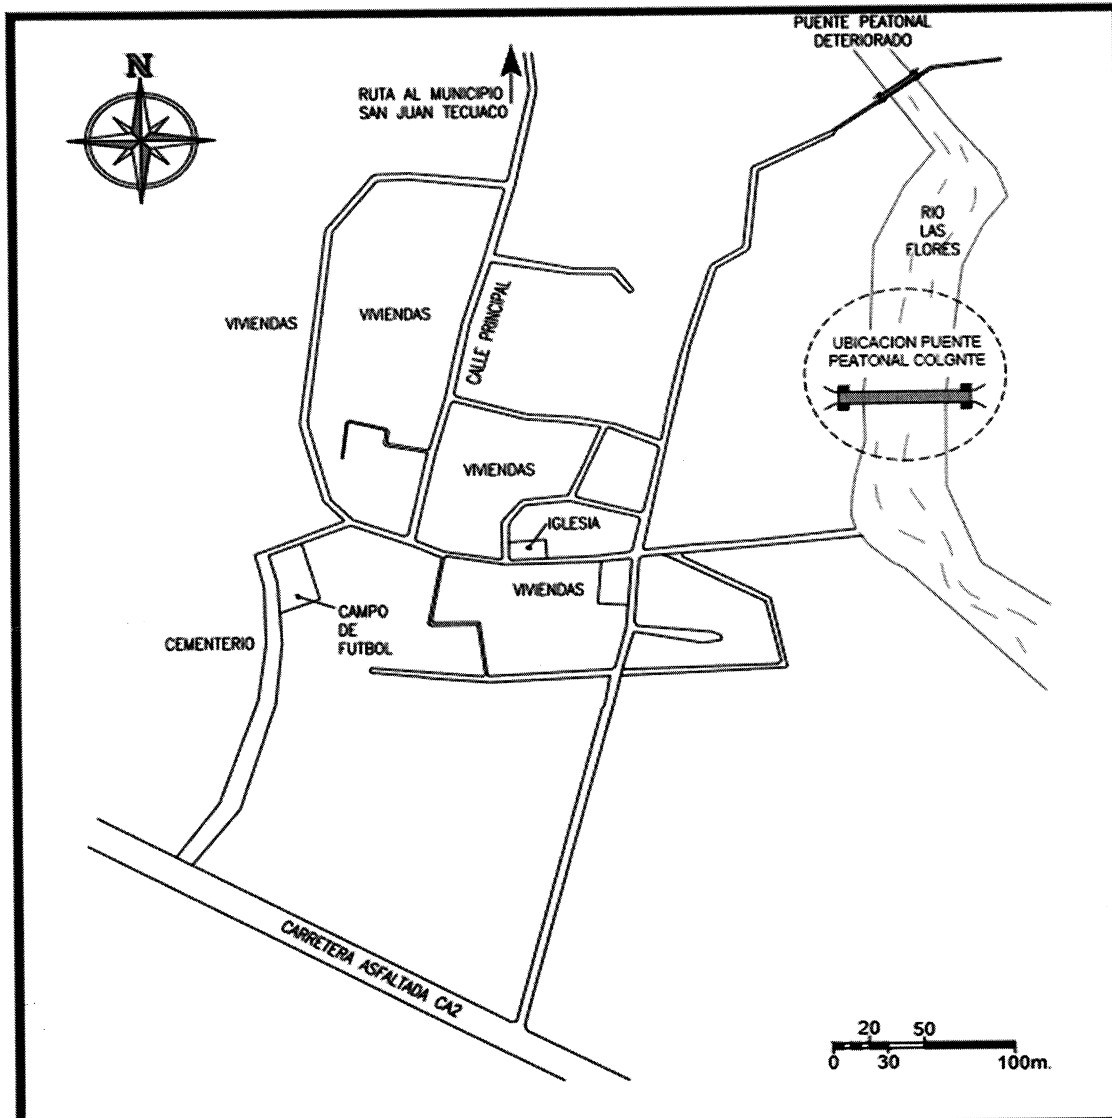 PUENTE PEATONAL
DETERIORADO
N
RUTA AL MUNICIPIO
SAN JUAN TECUACO
RIO
LAS
FLORES
VIVIENDAS
VIVIENDAS
CALLE PRINCIPAL
UBICACION PUENTE
PEATONAL COLGNTE
VIVIENDAS
IGLESIA
VIVIENDAS
CAMPO
DE
FUTBOL
CEMENTERIO
CARRETERA ASFALTADA CA2
20 50
0 30 100m.